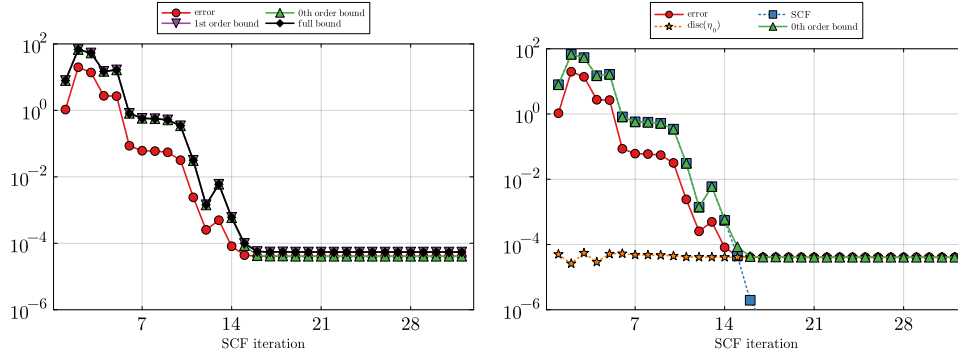 error
0th order bound
1st order bound
full bound
10^2
10^0
10^-2
10^-4
10^-6
7
14
21
28
SCF iteration
error
SCF
disc(η_0)
0th order bound
10^2
10^0
10^-2
10^-4
10^-6
7
14
21
28
SCF iteration